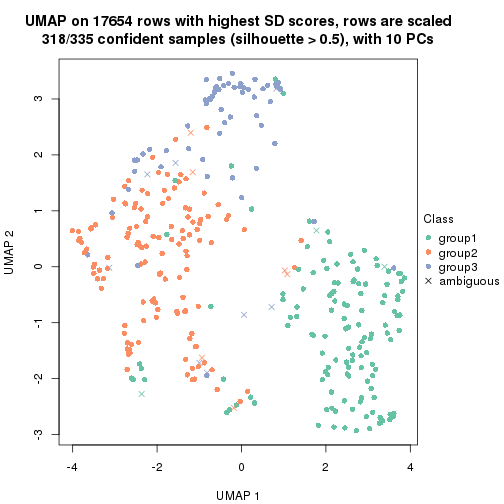 UMAP on 17654 rows with highest SD scores, rows are scaled
318/335 confident samples (silhouette > 0.5), with 10 PCs
3
2
1
0
-1
-2
-3
UMAP 2
-4
-2
0
2
4
UMAP 1
Class
group1
group2
group3
ambiguous